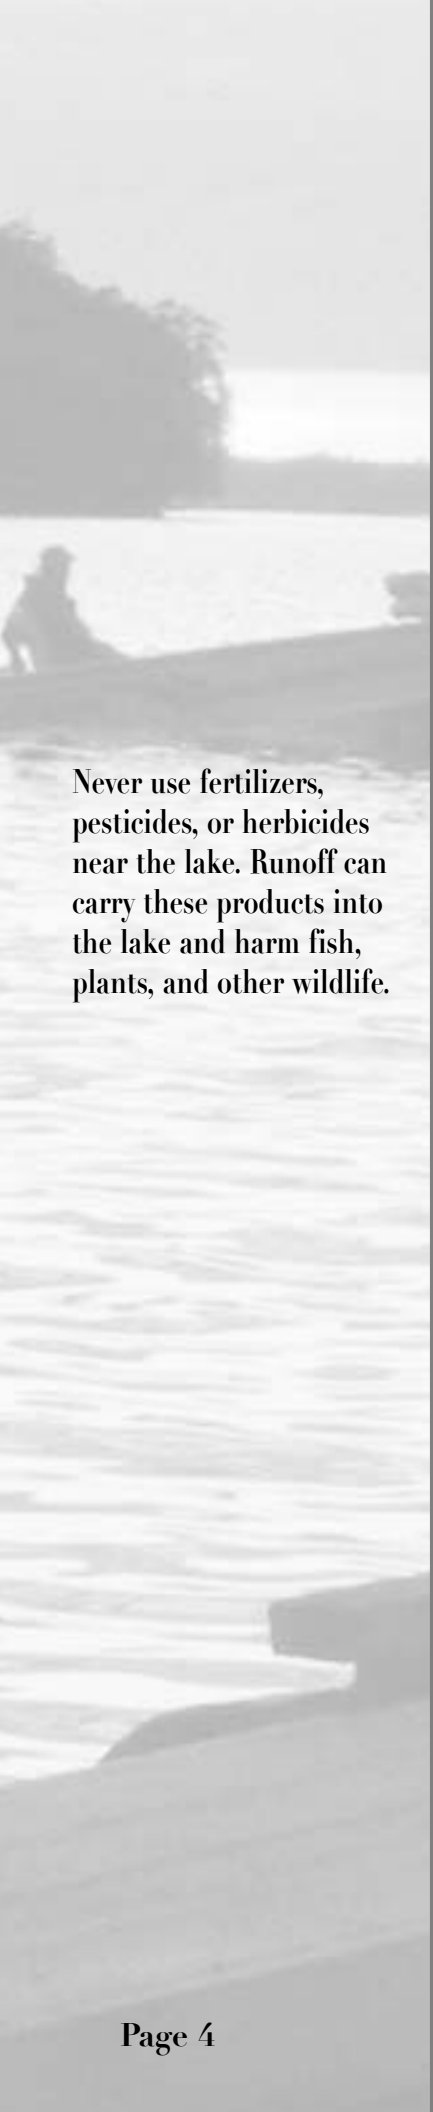 Never use fertilizers,
pesticides, or herbicides
near the lake. Runoff can
carry these products into
the lake and harm fish,
plants, and other wildlife.
Page 4